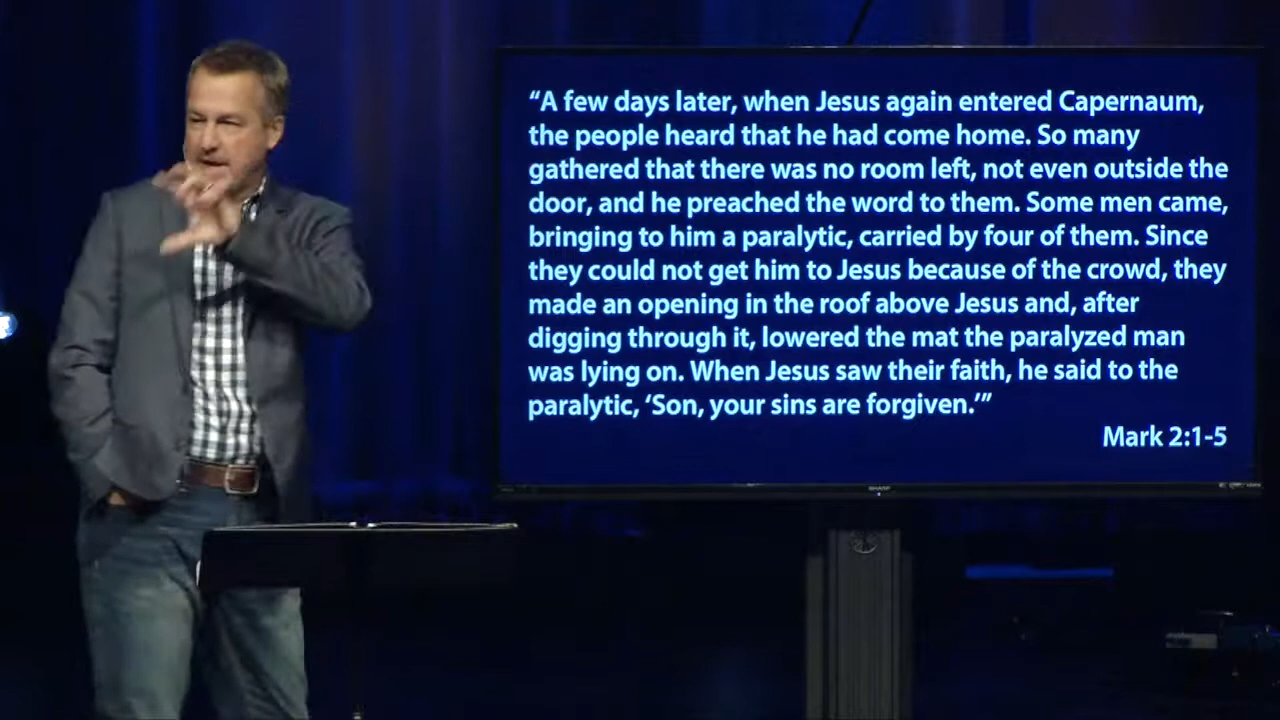 “A few days later, when Jesus again entered Capernaum,
the people heard that he had come home. So many
gathered that there was no room left, not even outside the
door, and he preached the word to them. Some men came,
bringing to him a paralytic, carried by four of them. Since
they could not get him to Jesus because of the crowd, they
made an opening in the roof above Jesus and, after
digging through it, lowered the mat the paralyzed man
was lying on. When Jesus saw their faith, he said to the
paralytic, ‘Son, your sins are forgiven.’”
Mark 2:1-5
SHARP